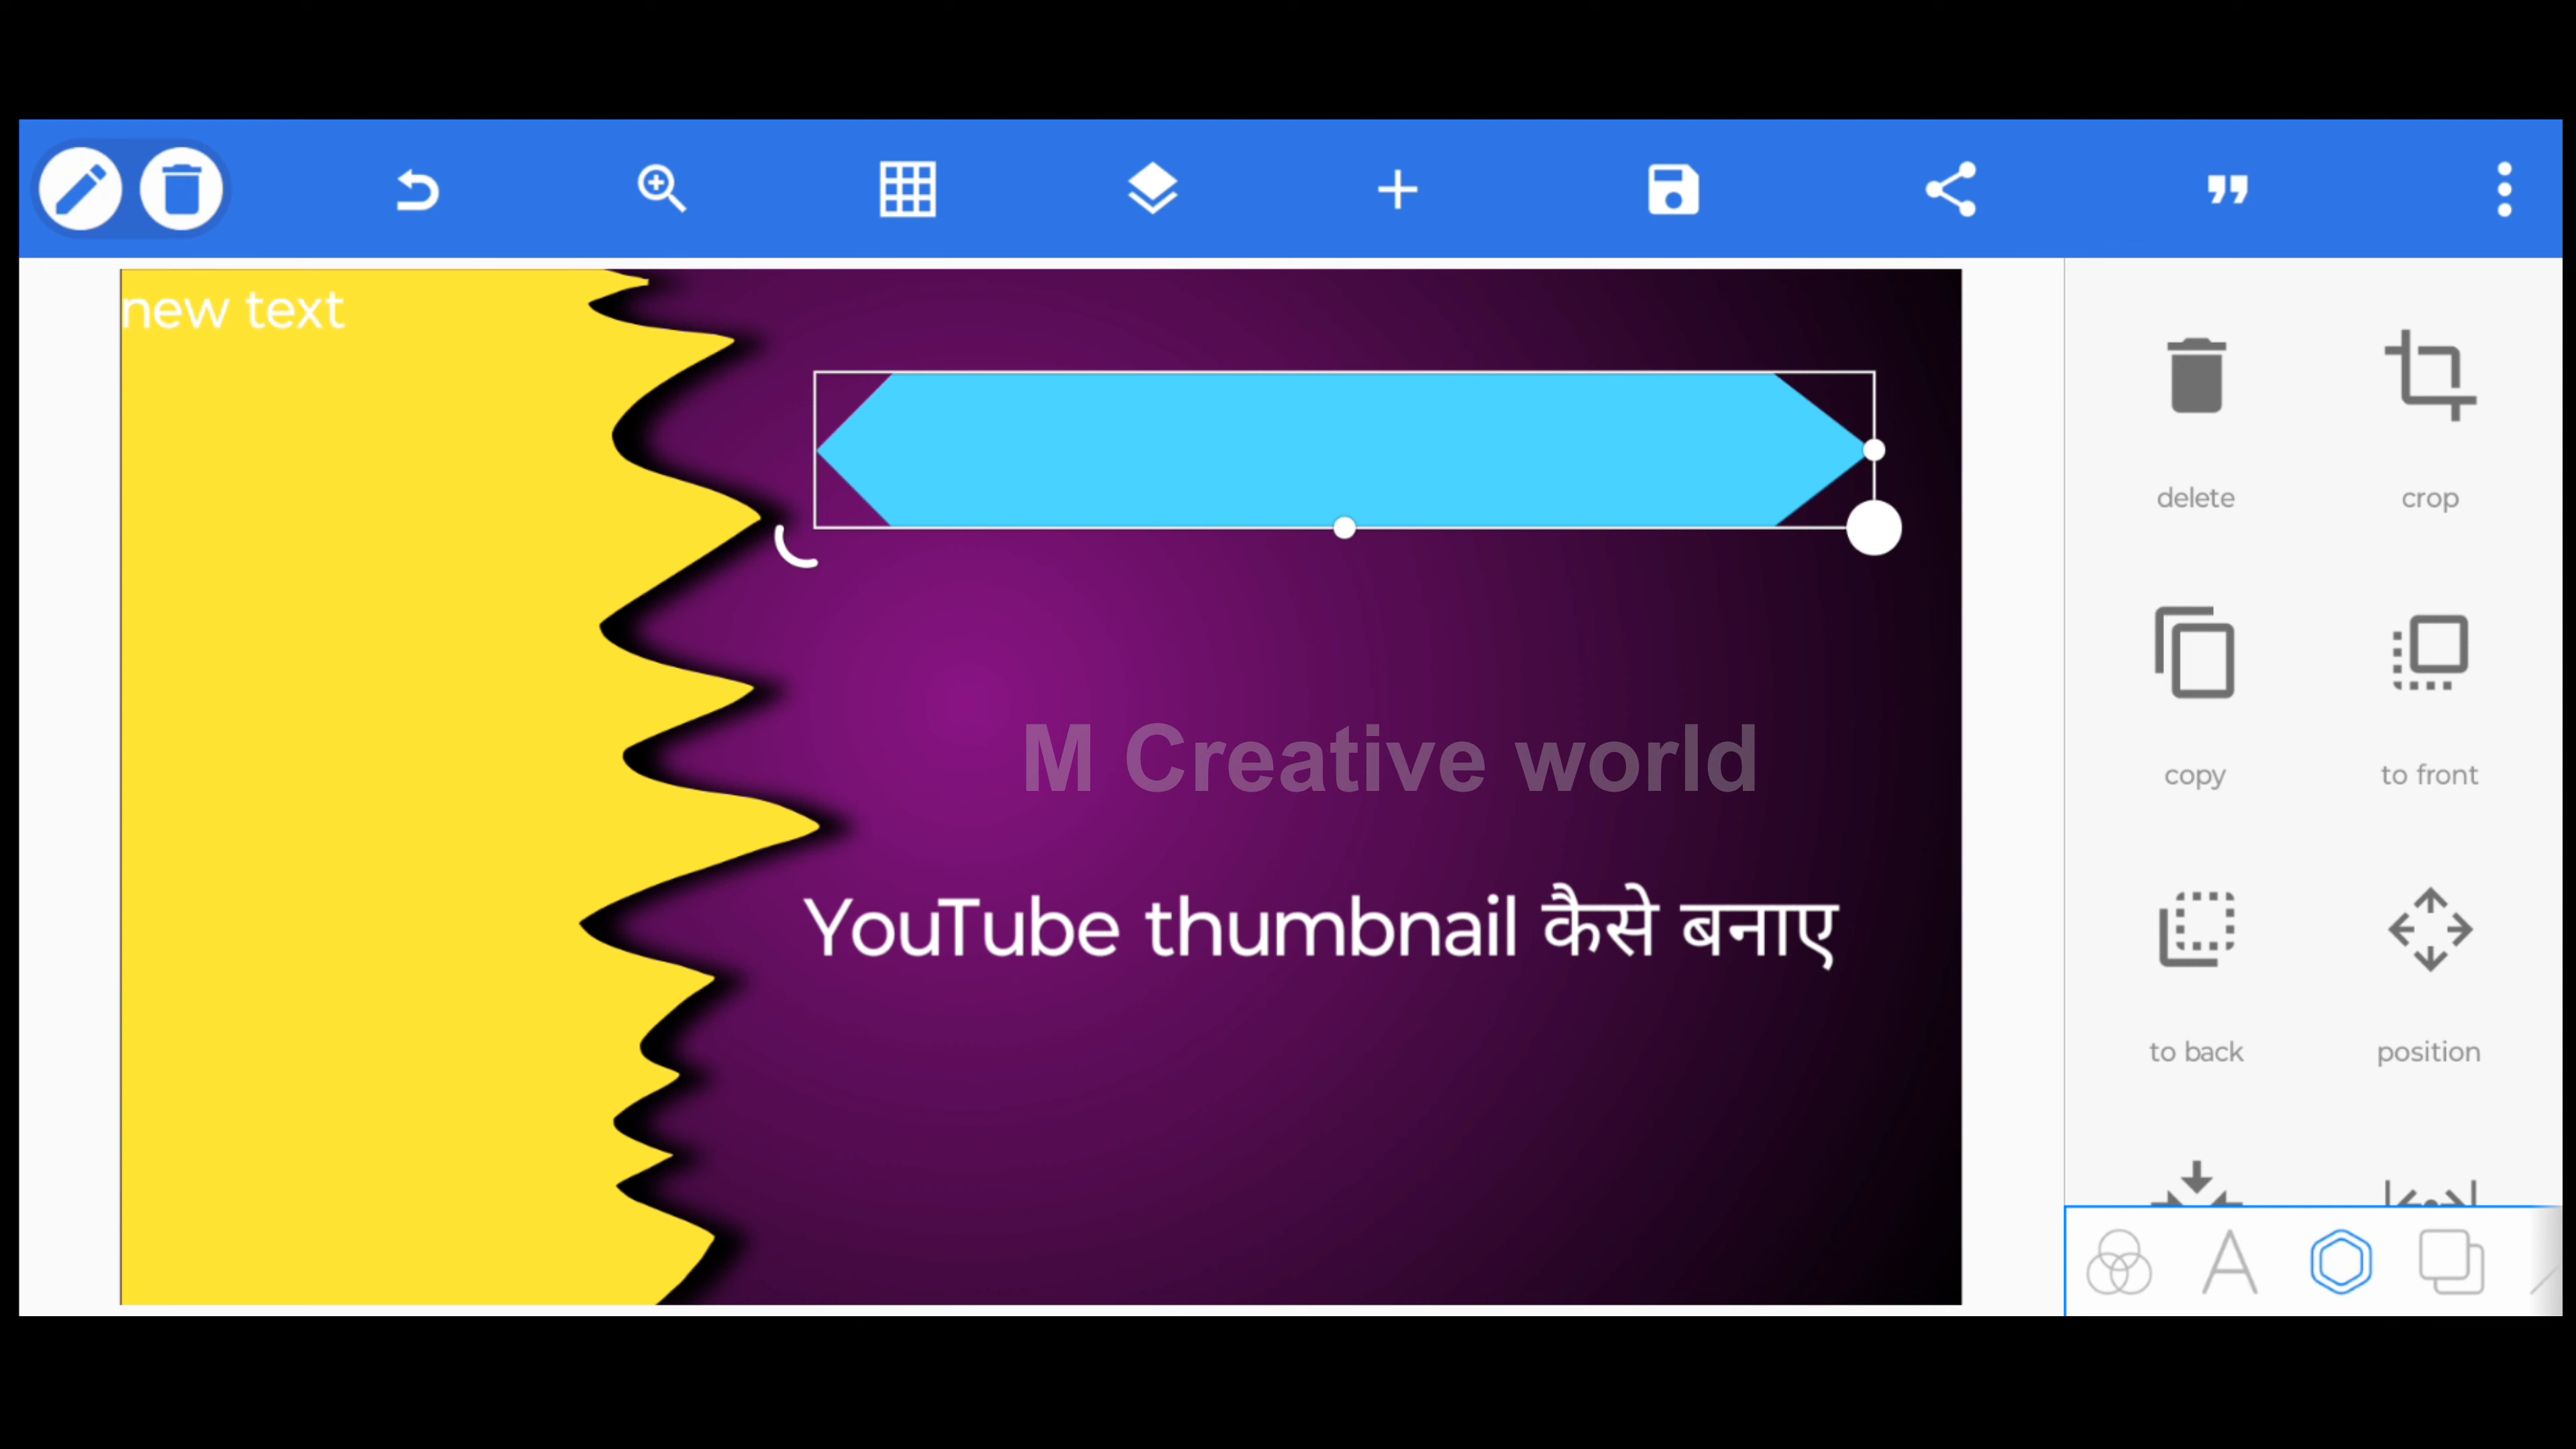 new text
delete
crop
copy
to front
M Creative world
YouTube thumbnail कैसे बनाए
to back
position